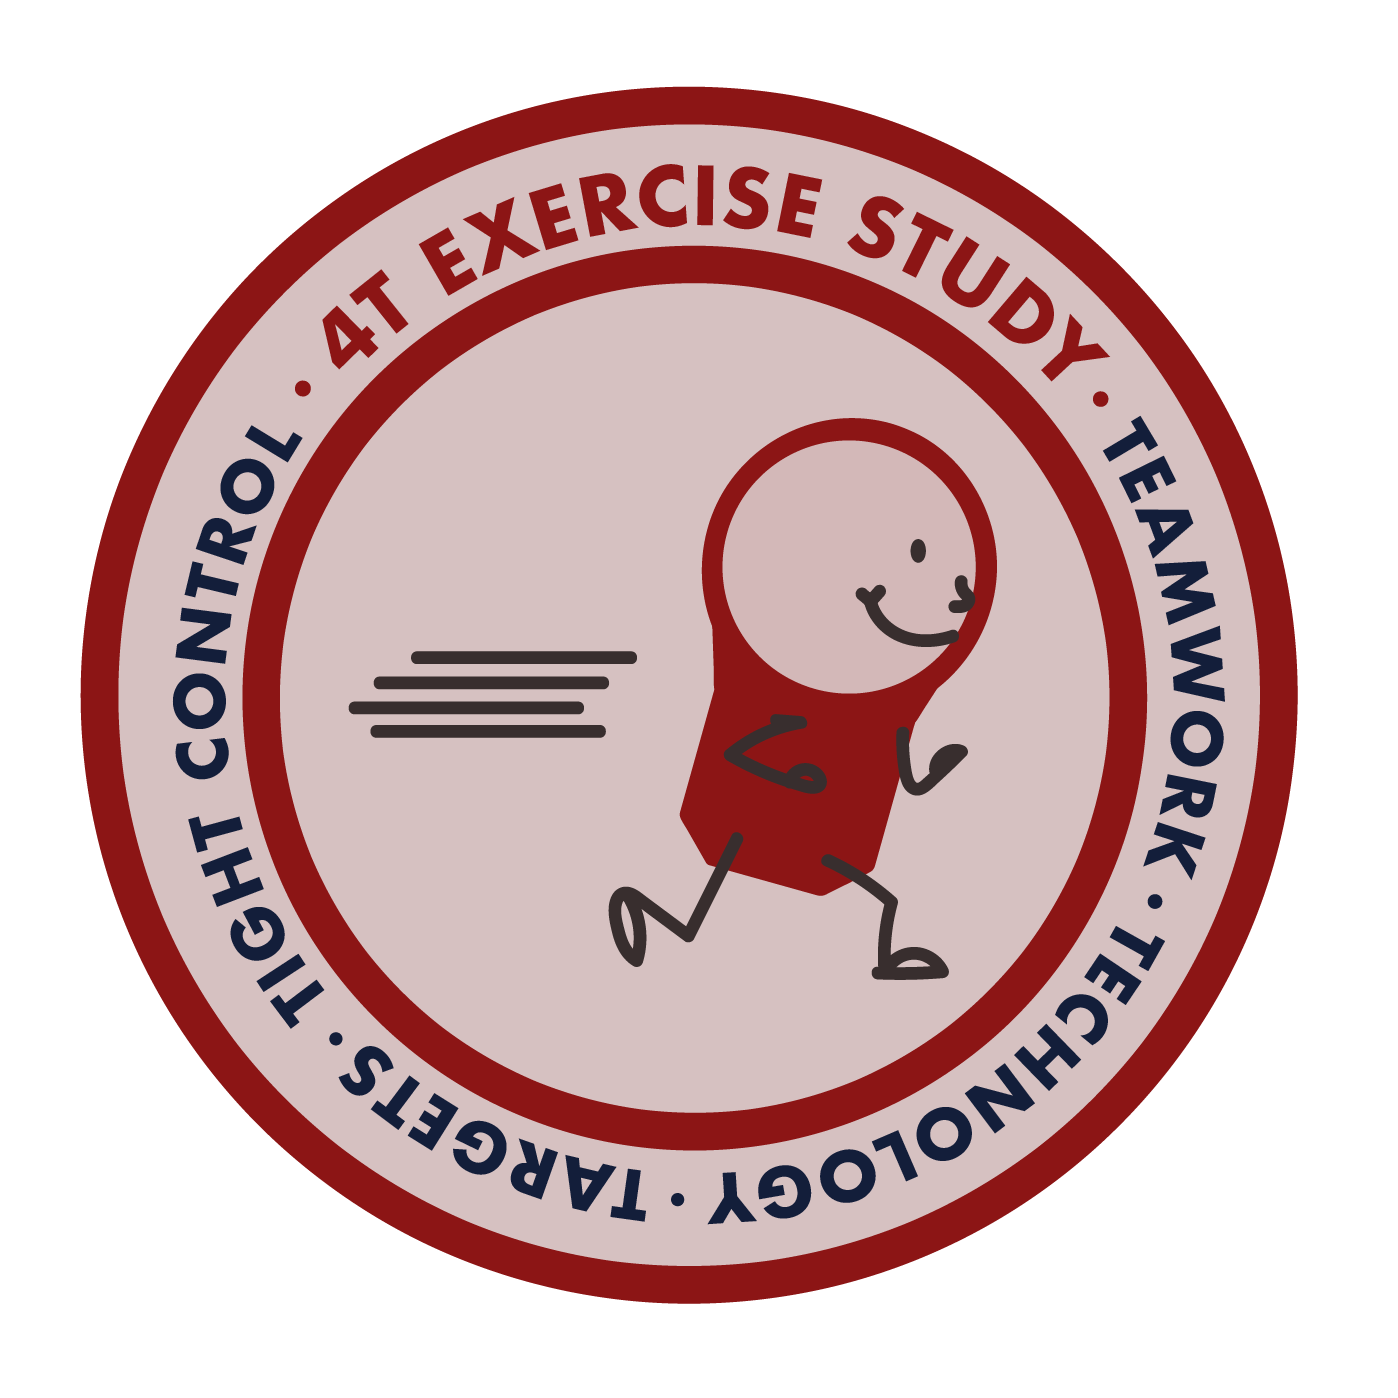 · 4T EXERCISE STUDY · TEAMWORK · TECHNOLOGY · TARGETS · TIGHT CONTROL